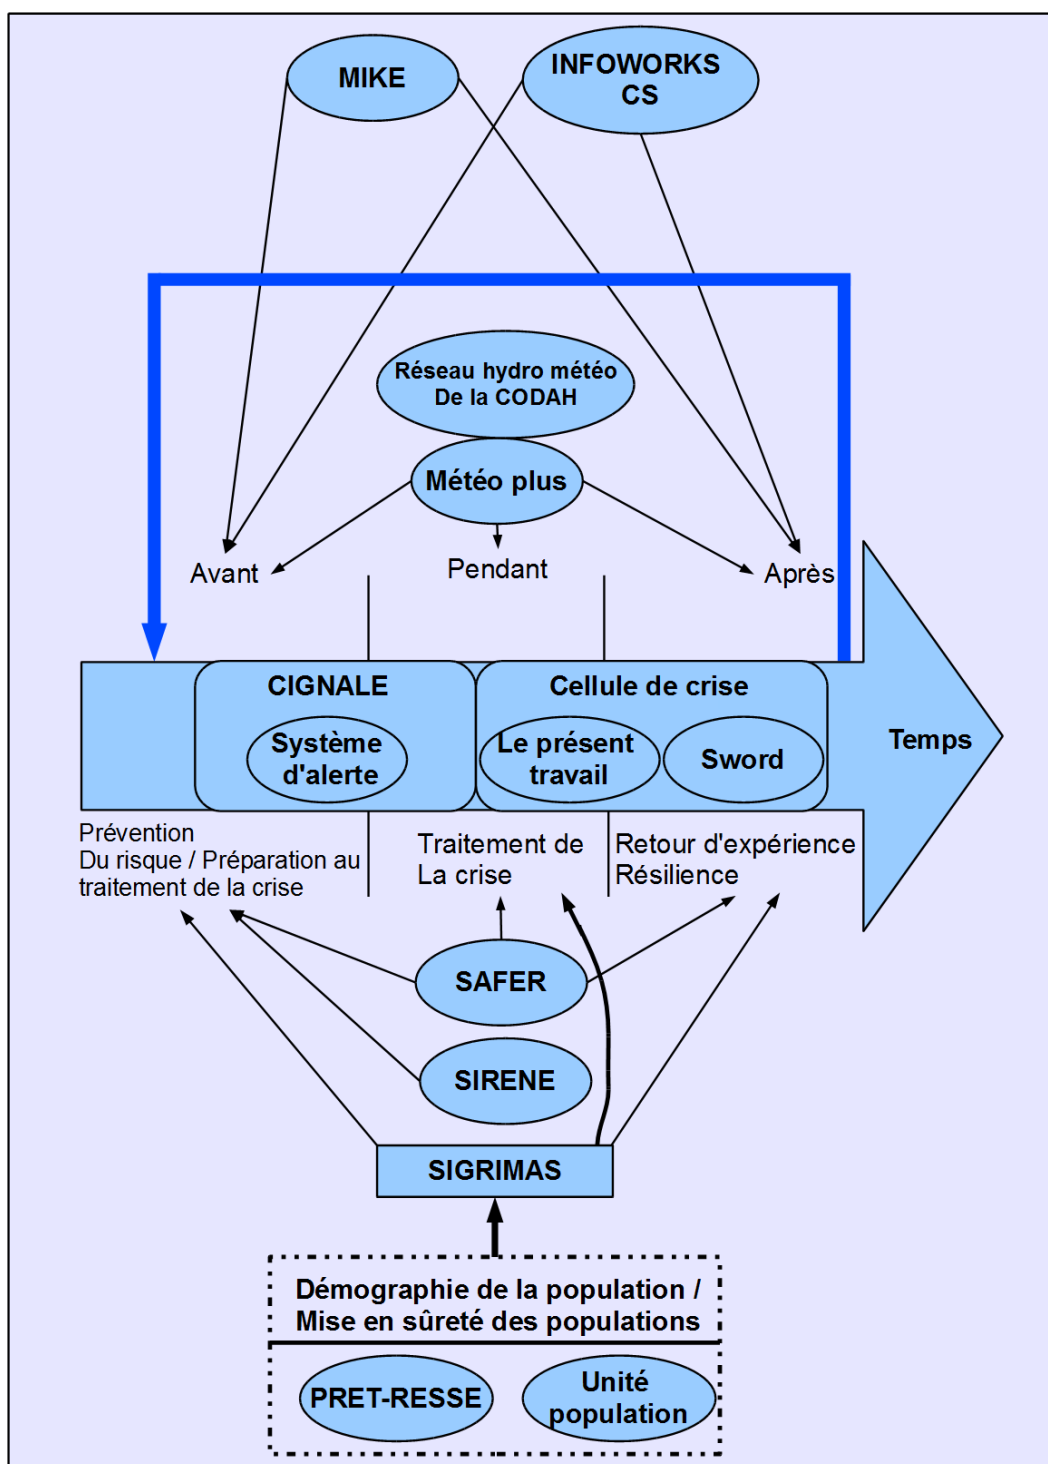 MIKE
INFOWORKS
CS
Réseau hydro météo
De la CODAH
Météo plus
Avant
Pendant
Après
CIGNALE
Cellule de crise
Système
d'alerte
Le présent
travail
Sword
Temps
Prévention
Du risque / Préparation au
traitement de la crise
Traitement de
La crise
Retour d'expérience
Résilience
SAFER
SIRENE
SIGRIMAS
Démographie de la population /
Mise en sûreté des populations
PRET-RESSE
Unité
population